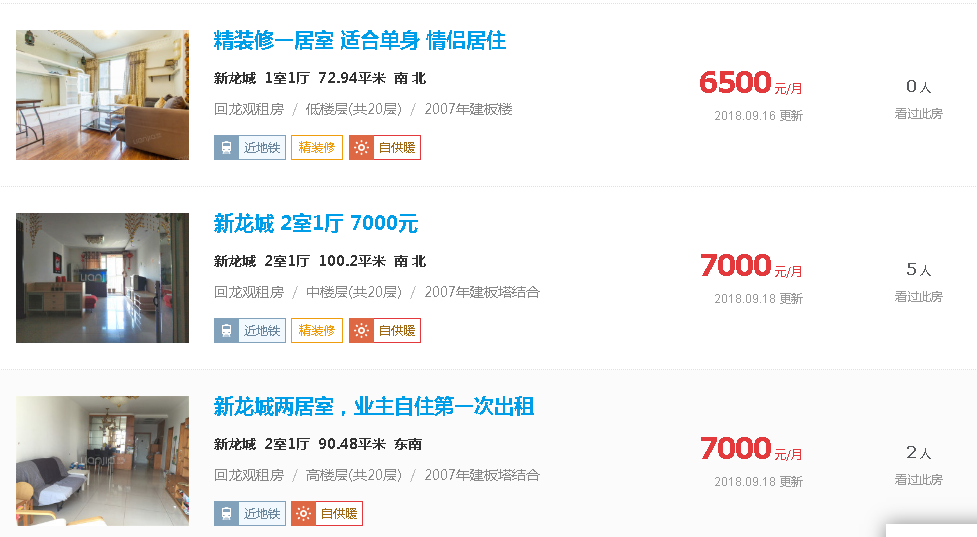 精装修一居室 适合单身 情侣居住
新龙城 1室1厅 72.94平米 南 北
回龙观租房 / 低楼层(共20层) / 2007年建板楼
近地铁 精装修 自供暖
6500元/月
2018.09.16 更新
0人
看过此房
新龙城 2室1厅 7000元
新龙城 2室1厅 100.2平米 南 北
回龙观租房 / 中楼层(共20层) / 2007年建板塔结合
近地铁 精装修 自供暖
7000元/月
2018.09.18 更新
5人
看过此房
新龙城两居室，业主自住第一次出租
新龙城 2室1厅 90.48平米 东南
回龙观租房 / 高楼层(共20层) / 2007年建板塔结合
近地铁 自供暖
7000元/月
2018.09.18 更新
2人
看过此房